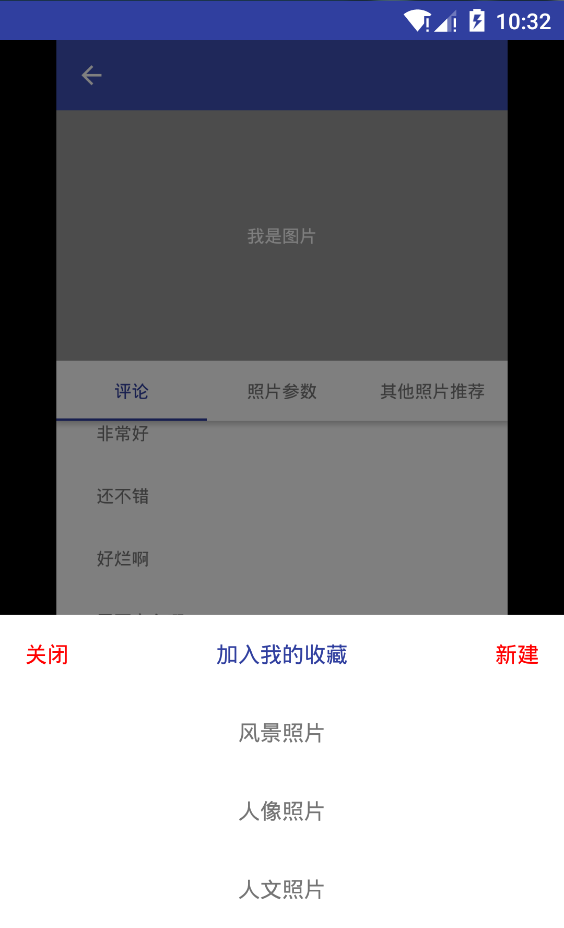 10:32
我是图片
评论 照片参数 其他照片推荐
非常好
还不错
好烂啊
关闭 加入我的收藏 新建
风景照片
人像照片
人文照片